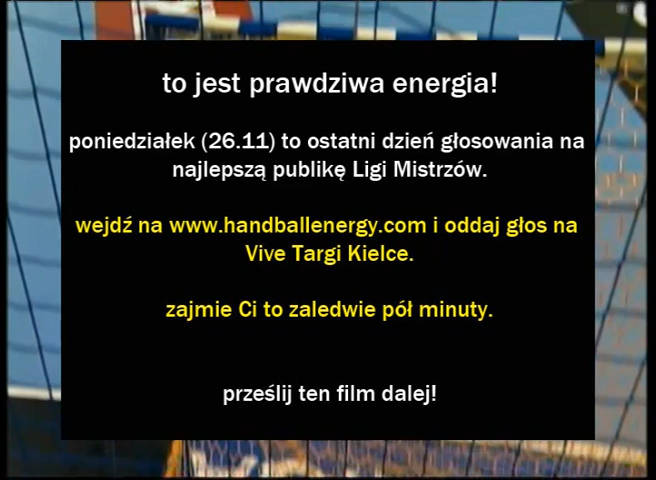 to jest prawdziwa energia!
poniedziałek (26.11) to ostatni dzień głosowania na
najlepszą publikę Ligi Mistrzów.
wejdź na www.handballenergy.com i oddaj głos na
Vive Targi Kielce.
zajmie Ci to zaledwie pół minuty.
prześlij ten film dalej!